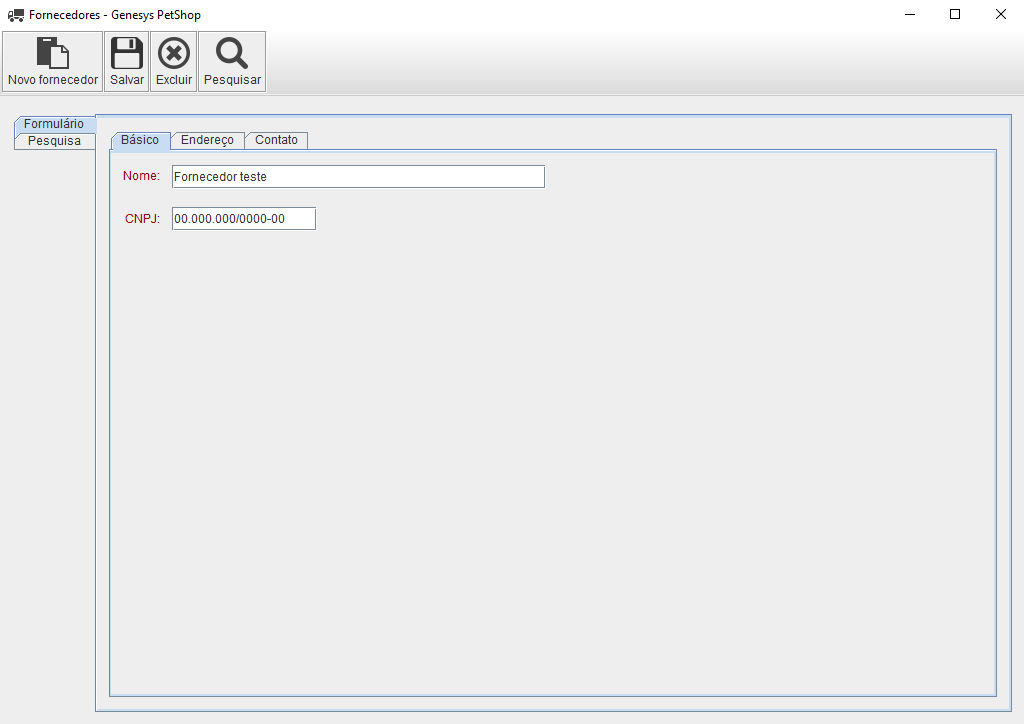 Fornecedores - Genesys PetShop
Novo fornecedor Salvar Excluir Pesquisar
Formulário
Pesquisa
Básico Endereço Contato
Nome: Fornecedor teste
CNPJ: 00.000.000/0000-00